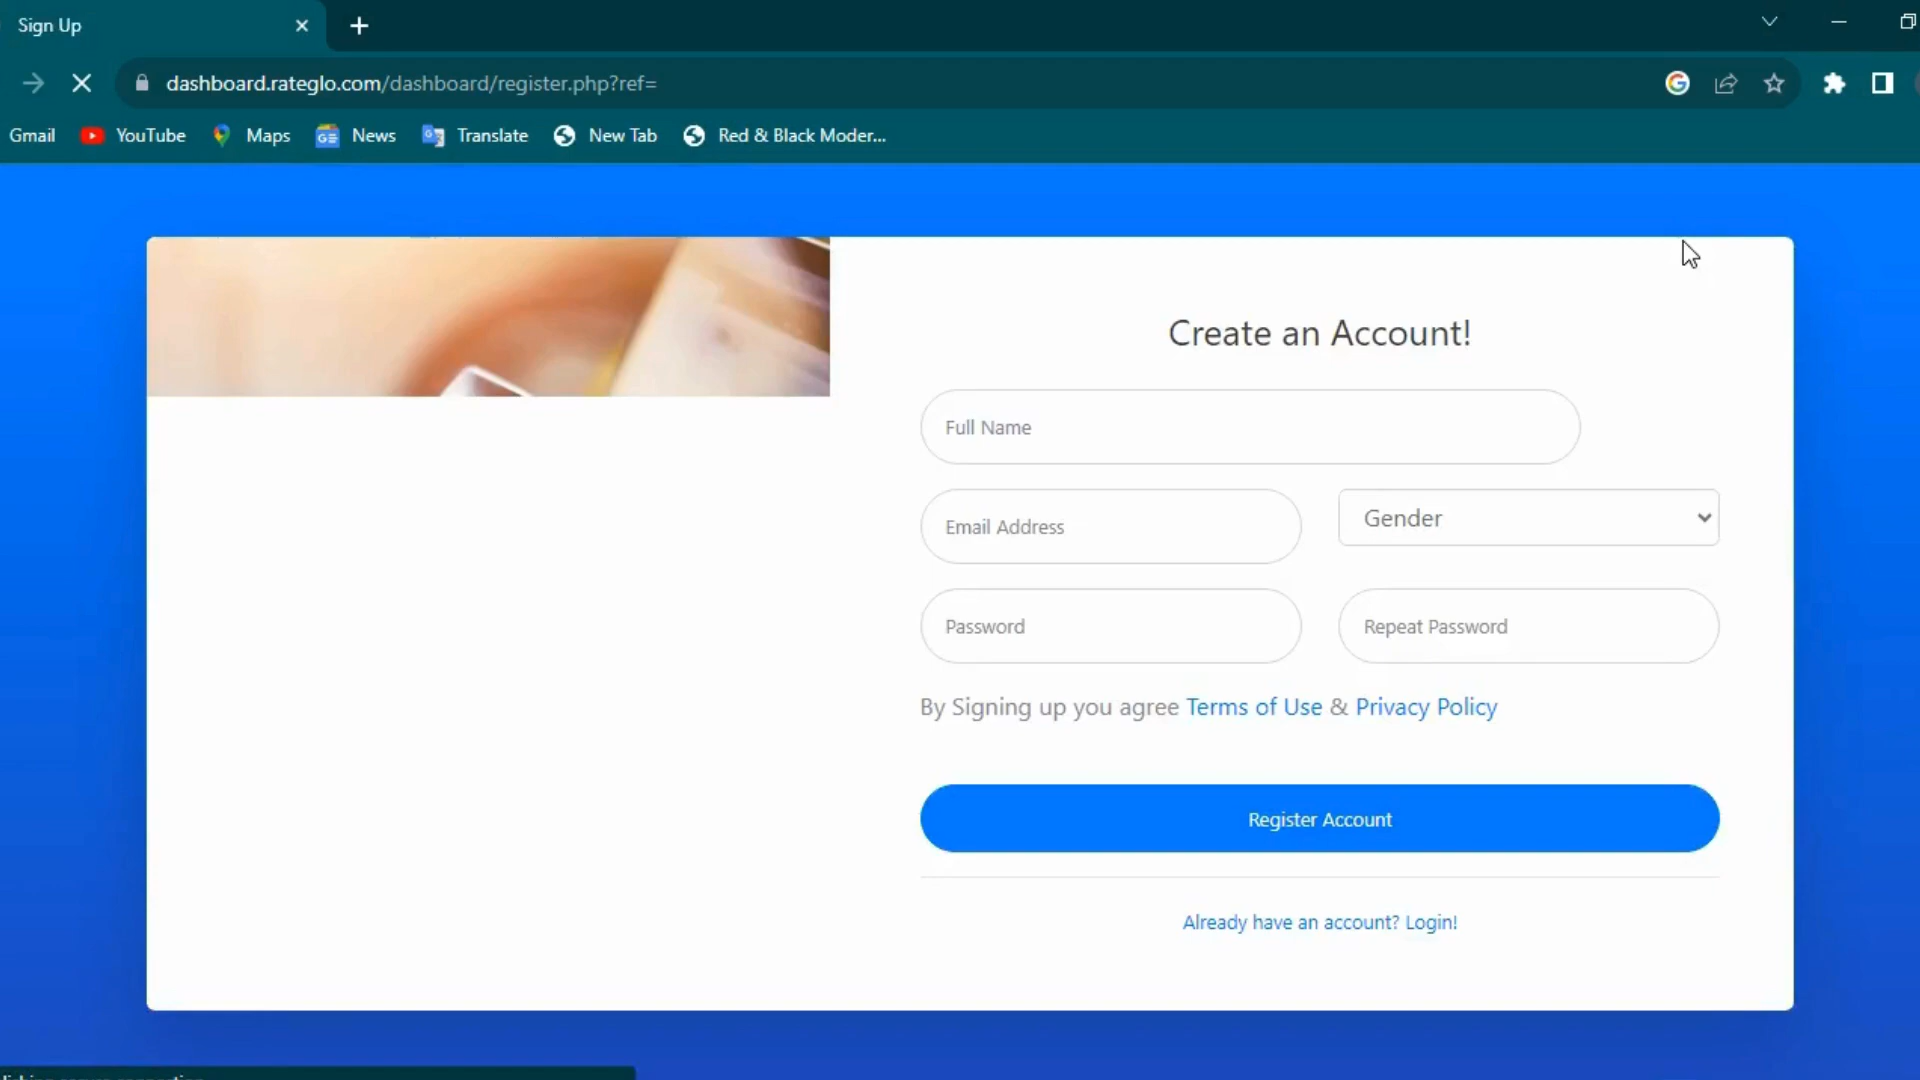 Sign Up
dashboard.rateglo.com/dashboard/register.php?ref=
Gmail YouTube Maps News Translate New Tab Red & Black Moder...
Create an Account!
Full Name
Email Address Gender
Password Repeat Password
By Signing up you agree Terms of Use & Privacy Policy
Register Account
Already have an account? Login!